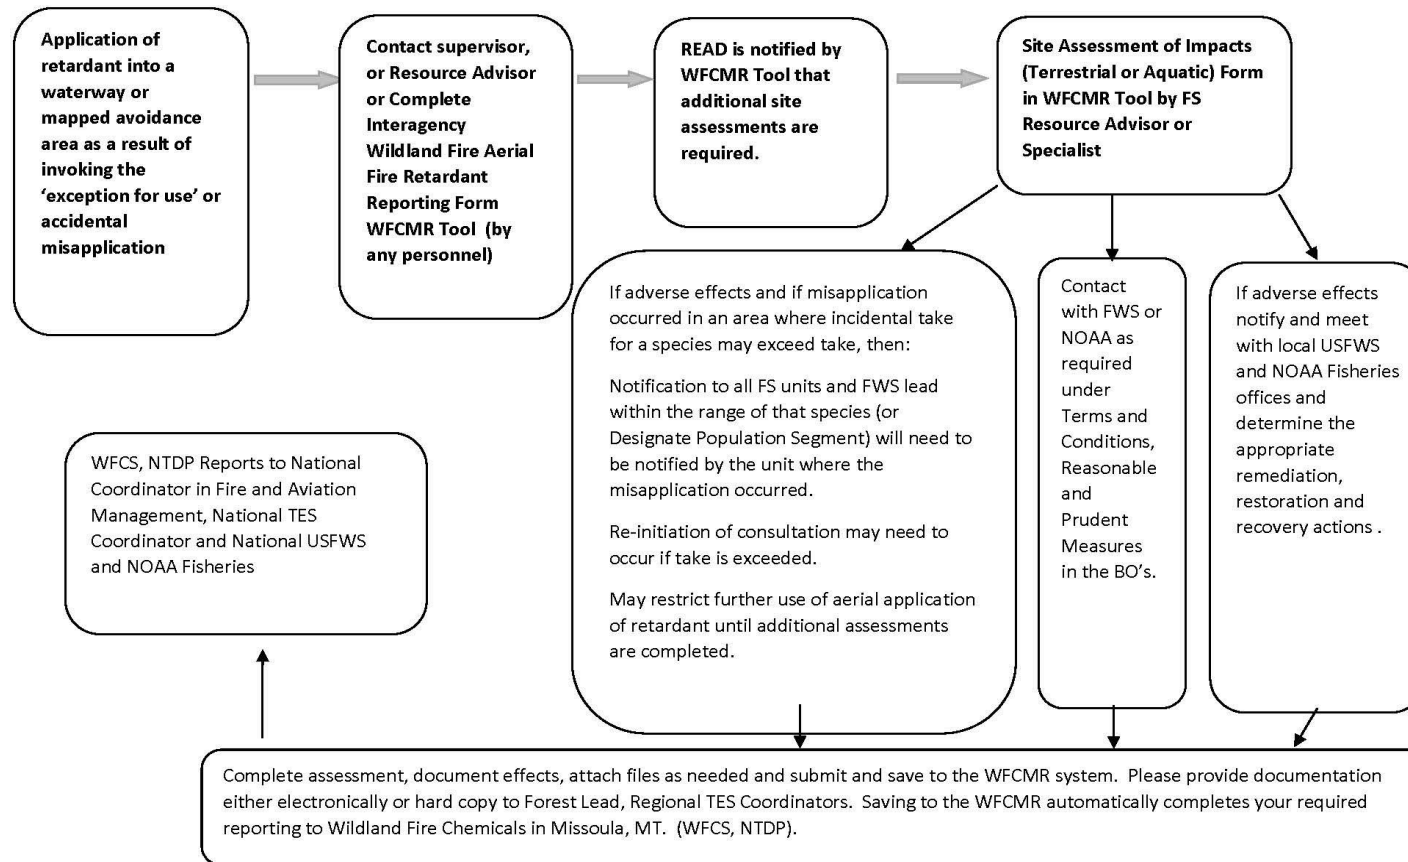 Application of
retardant into a
waterway or
mapped avoidance
area as a result of
invoking the
‘exception for use’ or
accidental
misapplication
Contact supervisor,
or Resource Advisor
or Complete
Interagency
Wildland Fire Aerial
Fire Retardant
Reporting Form
WFCMR Tool (by
any personnel)
READ is notified by
WFCMR Tool that
additional site
assessments are
required.
Site Assessment of Impacts
(Terrestrial or Aquatic) Form
in WFCMR Tool by FS
Resource Advisor or
Specialist
If adverse effects and if misapplication
occurred in an area where incidental take
for a species may exceed take, then:
Notification to all FS units and FWS lead
within the range of that species (or
Designate Population Segment) will need to
be notified by the unit where the
misapplication occurred.
Re-initiation of consultation may need to
occur if take is exceeded.
May restrict further use of aerial application
of retardant until additional assessments
are completed.
Contact
with FWS or
NOAA as
required
under
Terms and
Conditions,
Reasonable
and
Prudent
Measures
in the BO’s.
If adverse effects
notify and meet
with local USFWS
and NOAA Fisheries
offices and
determine the
appropriate
remediation,
restoration and
recovery actions .
WFCS, NTDP Reports to National
Coordinator in Fire and Aviation
Management, National TES
Coordinator and National USFWS
and NOAA Fisheries
Complete assessment, document effects, attach files as needed and submit and save to the WFCMR system. Please provide documentation
either electronically or hard copy to Forest Lead, Regional TES Coordinators. Saving to the WFCMR automatically completes your required
reporting to Wildland Fire Chemicals in Missoula, MT. (WFCS, NTDP).